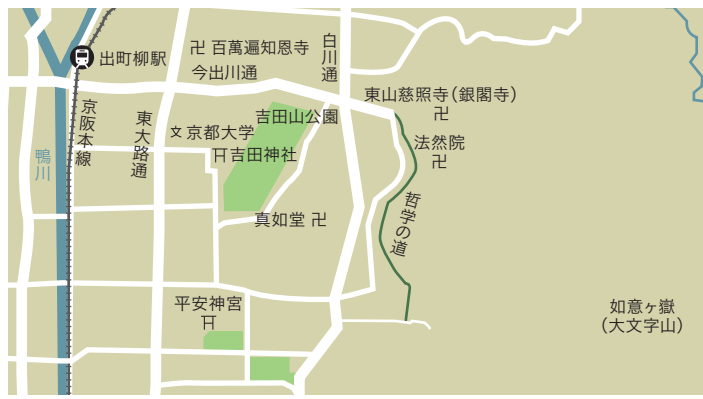 卍 百萬遍知恩寺
白川通
出町柳駅
今出川通
東山慈照寺(銀閣寺)
卍
京阪本線
東大路通
吉田山公園
文京都大学
法然院
卍
鴨川
⛩吉田神社
哲学の道
真如堂 卍
平安神宮
⛩
如意ヶ嶽
(大文字山)